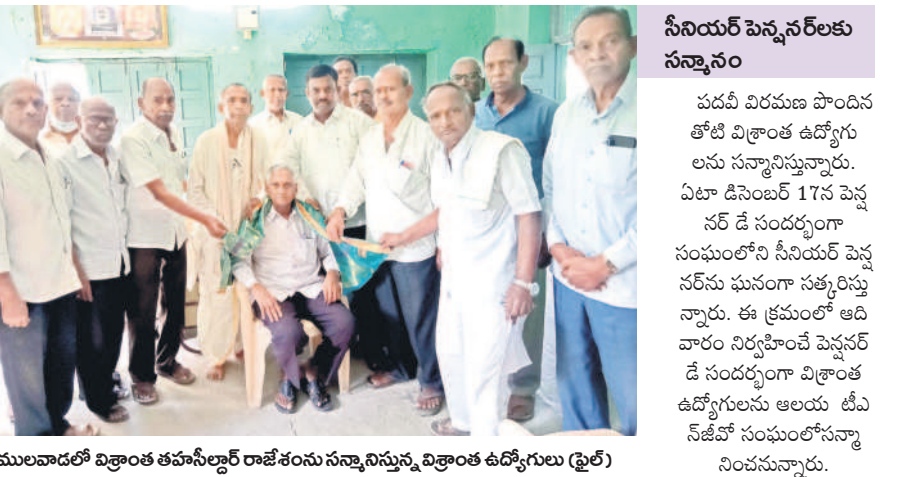 సీనియర్ పెన్షనర్‌లకు
సన్మానం
పదవీ విరమణ పొందిన
తోటి విశ్రాంత ఉద్యోగు
లను సన్మానిస్తున్నారు.
ఏటా డిసెంబర్ 17న పెన్ష
నర్ డే సందర్భంగా
సంఘంలోని సీనియర్ పెన్ష
నర్‌ను ఘనంగా సత్కరిస్తు
న్నారు. ఈ క్రమంలో ఆది
వారం నిర్వహించే పెన్షనర్
డే సందర్భంగా విశ్రాంత
ఉద్యోగులను ఆలయ టీఎ
న్‌జీవో సంఘంలోసన్మా
నించనున్నారు.
ములవాడలో విశ్రాంత తహసీల్దార్ రాజేశంను సన్మానిస్తున్న విశ్రాంత ఉద్యోగులు (ఫైల్)